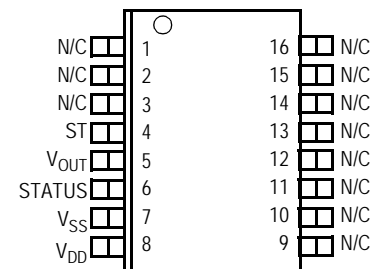 N/C 1 16 N/C
N/C 2 15 N/C
N/C 3 14 N/C
ST 4 13 N/C
VOUT 5 12 N/C
STATUS 6 11 N/C
VSS 7 10 N/C
VDD 8 9 N/C